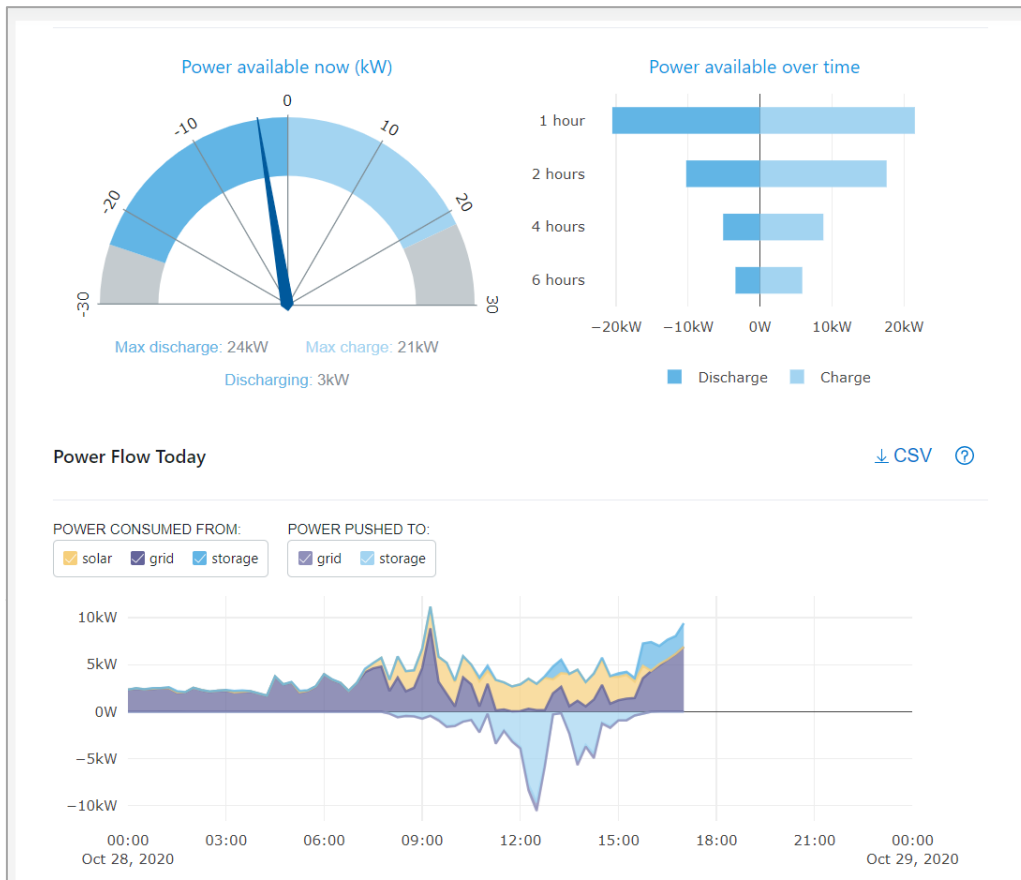 Power available now (kW)
0
-10
10
-20
20
-30
30
Max discharge: 24kW Max charge: 21kW
Discharging: 3kW
Power available over time
1 hour
2 hours
4 hours
6 hours
−20kW −10kW 0W 10kW 20kW
Discharge Charge
Power Flow Today
CSV ?
POWER CONSUMED FROM: POWER PUSHED TO:
solar grid storage grid storage
10kW
5kW
0W
−5kW
−10kW
00:00 03:00 06:00 09:00 12:00 15:00 18:00 21:00 00:00
Oct 28, 2020 Oct 29, 2020